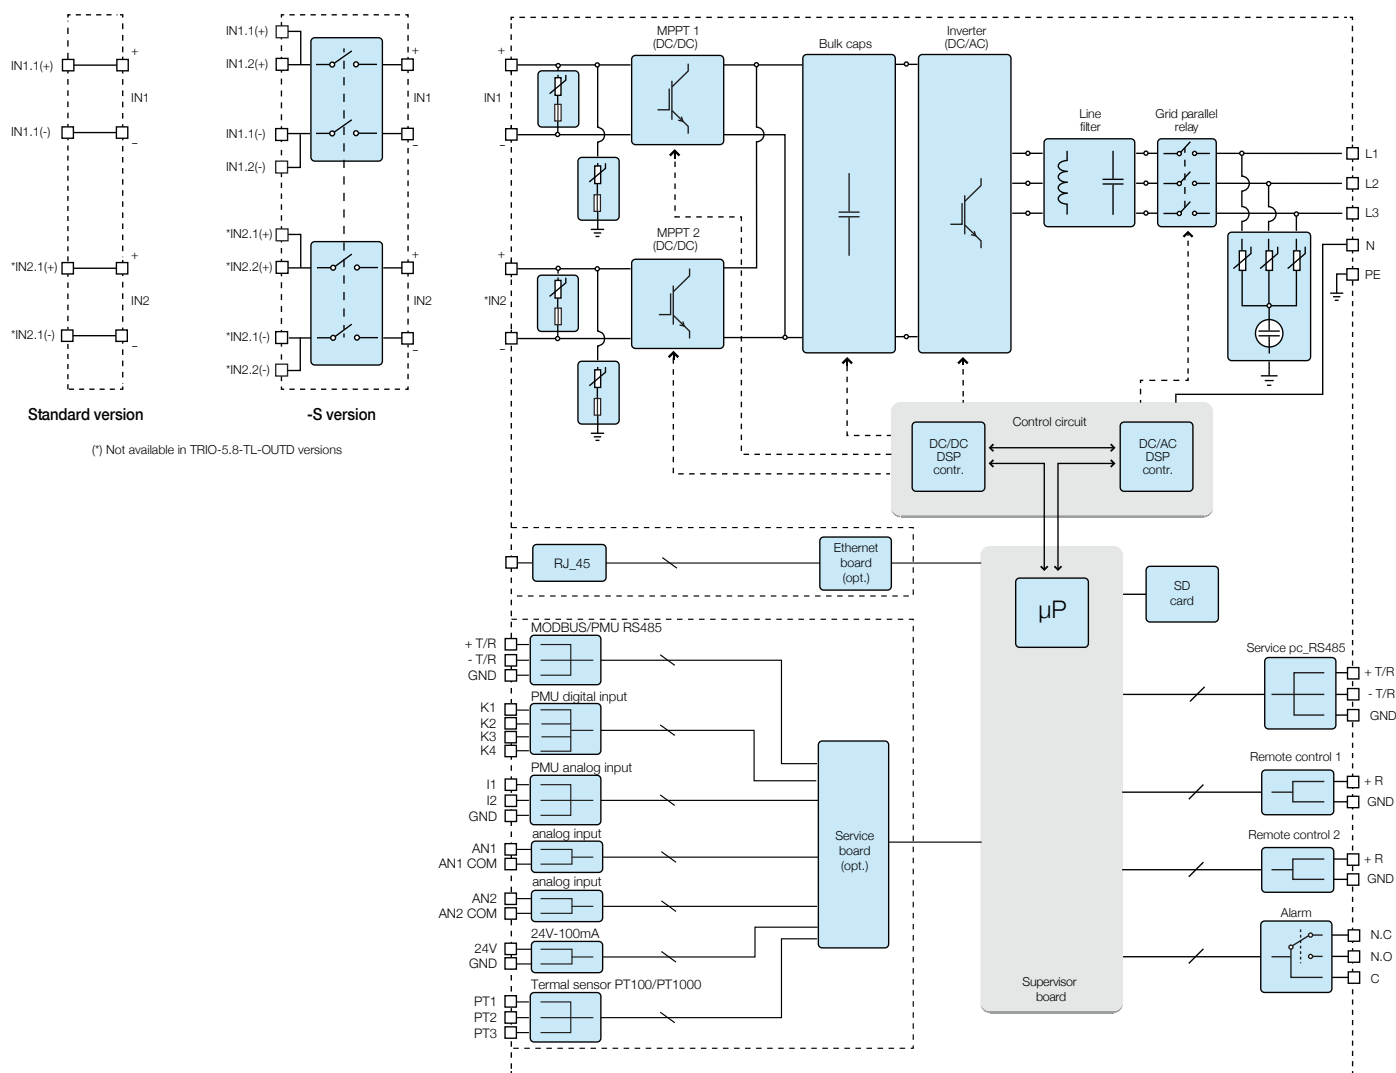 IN1.1(+)
+
IN1
IN1.1(-)
–
*IN2.1(+)
+
IN2
*IN2.1(-)
–
Standard version
IN1.1(+)
IN1.2(+)
+
IN1
IN1.1(-)
–
IN1.2(-)
*IN2.1(+)
*IN2.2(+)
+
IN2
*IN2.1(-)
–
*IN2.2(-)
-S version
(*) Not available in TRIO-5.8-TL-OUTD versions
+
IN1
–
+
*IN2
–
MPPT 1
(DC/DC)
MPPT 2
(DC/DC)
Bulk caps
Inverter
(DC/AC)
Line
filter
Grid parallel
relay
L1
L2
L3
N
PE
Control circuit
DC/DC
DSP
contr.
DC/AC
DSP
contr.
RJ_45
Ethernet
board
(opt.)
µP
SD
card
MODBUS/PMU RS485
+ T/R
- T/R
GND
PMU digital input
K1
K2
K3
K4
PMU analog input
I1
I2
GND
analog input
AN1
AN1 COM
analog input
AN2
AN2 COM
24V-100mA
24V
GND
Termal sensor PT100/PT1000
PT1
PT2
PT3
Service
board
(opt.)
Supervisor
board
Service pc_RS485
+ T/R
- T/R
GND
Remote control 1
+ R
GND
Remote control 2
+ R
GND
Alarm
N.C
N.O
C